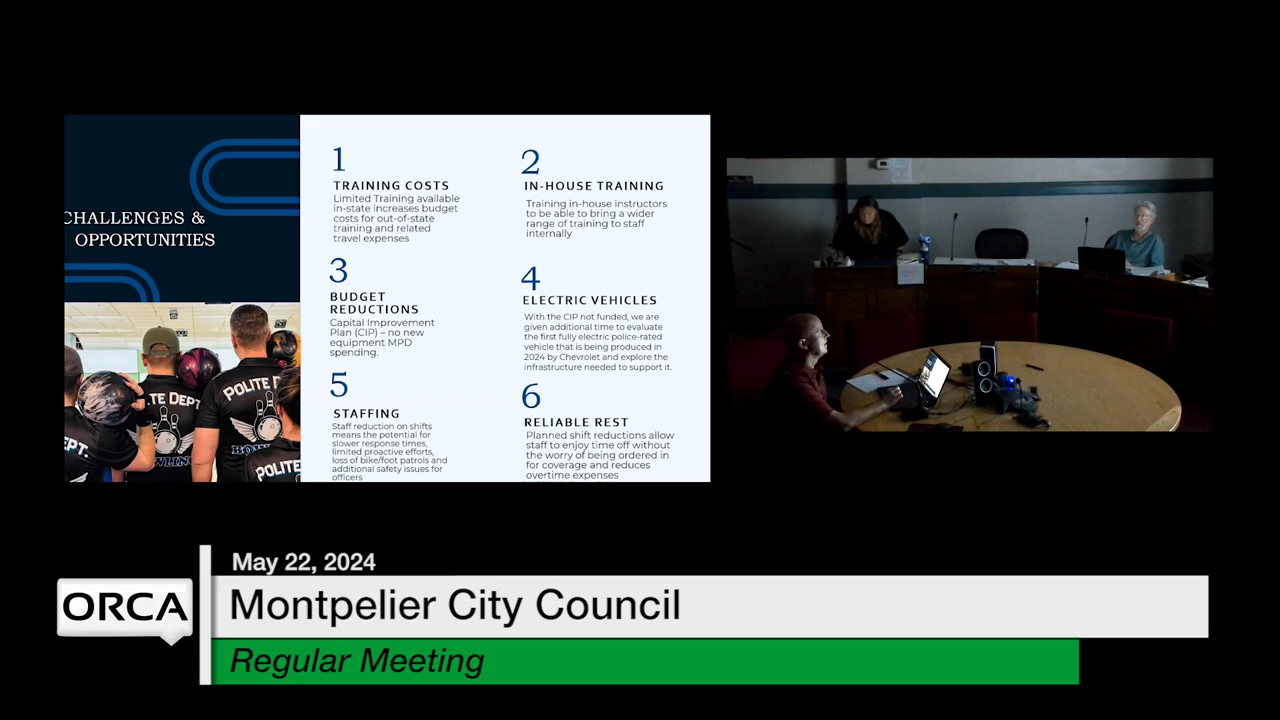 CHALLENGES &
OPPORTUNITIES
1
TRAINING COSTS
Limited Training available
in-state increases budget
costs for out-of-state
training and related
travel expenses
2
IN-HOUSE TRAINING
Training in-house instructors
to be able to bring a wider
range of training to staff
internally
3
BUDGET
REDUCTIONS
Capital Improvement
Plan (CIP) – no new
equipment MPD
spending.
4
ELECTRIC VEHICLES
With the CIP not funded, we are
given additional time to evaluate
the first fully electric police-rated
vehicle that is being produced in
2024 by Chevrolet and explore the
infrastructure needed to support it.
5
STAFFING
Staff reduction on shifts
means the potential for
slower response times,
limited proactive efforts,
loss of bike/foot patrols and
additional safety issues for
officers
6
RELIABLE REST
Planned shift reductions allow
staff to enjoy time off without
the worry of being ordered in
for coverage and reduces
overtime expenses
EPT.
TE DEPT
POLITE D
POLITE
May 22, 2024
ORCA
Montpelier City Council
Regular Meeting